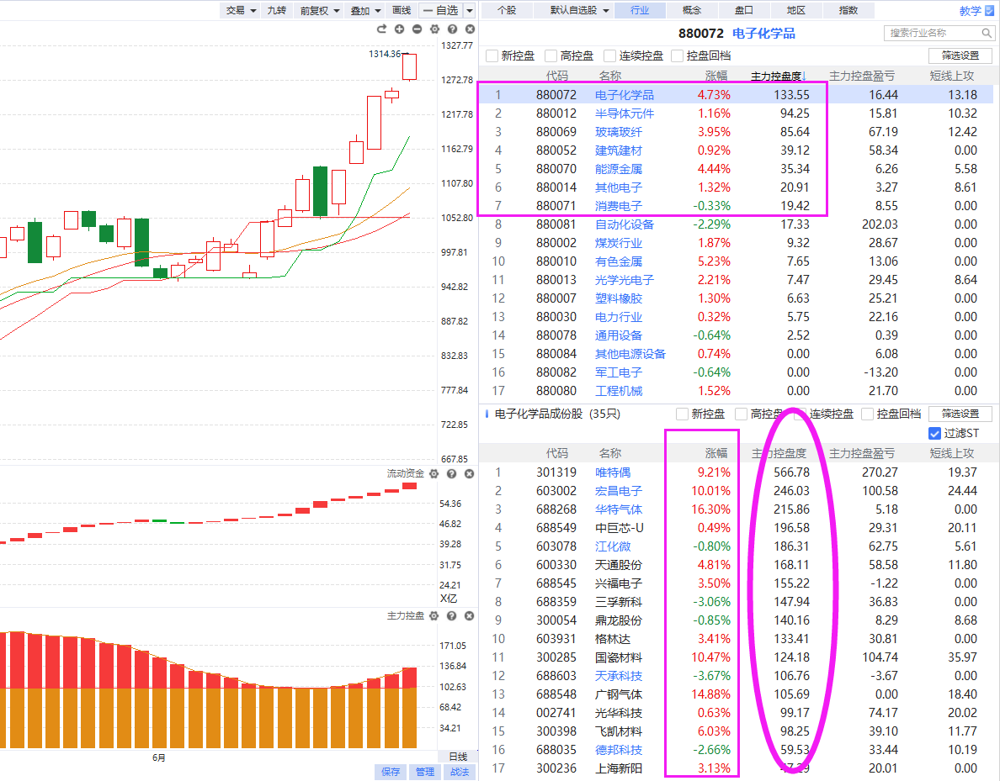 交易 九转 前复权 叠加 画线 一 自选
个股 默认自选股 行业 概念 盘口 地区 指数 教学
880072 电子化学品 搜索行业名称
新控盘 高控盘 连续控盘 控盘回档 筛选设置
代码 名称 涨幅 主力控盘度↓ 主力控盘盈亏 短线上攻
1 880072 电子化学品 4.73% 133.55 16.44 13.18
2 880012 半导体元件 1.16% 94.25 15.81 10.32
3 880069 玻璃玻纤 3.95% 85.64 67.19 12.42
4 880052 建筑建材 0.92% 39.12 58.34 0.00
5 880070 能源金属 4.44% 35.34 6.26 5.58
6 880014 其他电子 1.32% 20.91 3.27 8.61
7 880071 消费电子 -0.33% 19.42 8.55 0.00
8 880081 自动化设备 -2.29% 17.33 202.03 0.00
9 880002 煤炭行业 1.87% 9.32 28.67 0.00
10 880010 有色金属 5.23% 7.65 13.06 0.00
11 880013 光学光电子 2.21% 7.47 29.45 8.64
12 880007 塑料橡胶 1.30% 6.63 25.21 0.00
13 880030 电力行业 0.32% 5.75 22.16 0.00
14 880078 通用设备 -0.64% 2.52 0.39 0.00
15 880084 其他电源设备 0.74% 0.00 6.08 0.00
16 880082 军工电子 -0.64% 0.00 -13.20 0.00
17 880080 工程机械 1.52% 0.00 21.70 0.00
电子化学品成份股 (35只) 新控盘 高控盘 连续控盘 控盘回档 筛选设置
过滤ST
代码 名称 涨幅 主力控盘度 主力控盘盈亏 短线上攻
1 301319 唯特偶 9.21% 566.78 270.27 19.37
2 603002 宏昌电子 10.01% 246.03 100.58 24.44
3 688268 华特气体 16.30% 215.86 5.18 0.00
4 688549 中巨芯-U 0.49% 196.58 29.31 20.11
5 603078 江化微 -0.80% 186.31 62.75 5.61
6 600330 天通股份 4.81% 168.11 58.58 11.80
7 688545 兴福电子 3.50% 155.22 -1.22 0.00
8 688359 三孚新科 -3.06% 147.94 36.83 0.00
9 300054 鼎龙股份 -0.85% 140.16 8.29 8.68
10 603931 格林达 3.41% 133.41 30.81 0.00
11 300285 国瓷材料 10.47% 124.18 104.74 35.97
12 688603 天承科技 -3.67% 106.76 -3.67 0.00
13 688548 广钢气体 14.88% 105.69 0.00 18.40
14 002741 光华科技 0.63% 99.17 74.17 20.02
15 300398 飞凯材料 6.03% 98.25 39.10 11.77
16 688035 德邦科技 -2.66% 59.53 33.44 10.19
17 300236 上海新阳 3.13% 47.29 20.01 0.00
1314.36
1327.77
1272.78
1217.78
1162.79
1107.80
1052.80
997.81
942.82
887.82
832.83
777.84
722.85
667.85
流动资金
54.36
46.82
39.28
31.75
24.21
X亿
主力控盘
171.05
136.84
102.63
68.42
34.21
6月 日线
保存 管理 战法